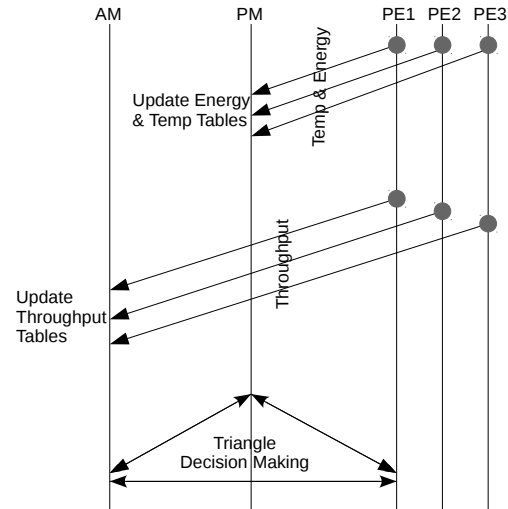 AM PM PE1 PE2 PE3
Temp & Energy
Update Energy
& Temp Tables
Throughput
Update
Throughput
Tables
Triangle
Decision Making